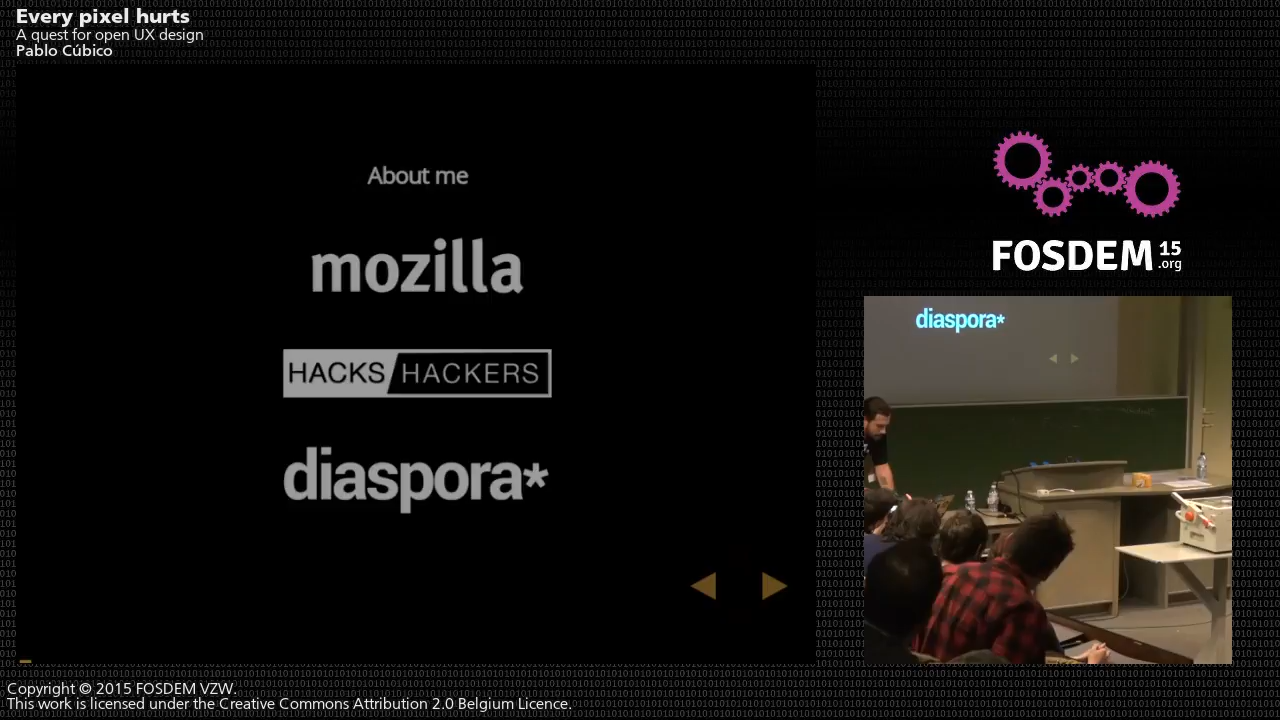 Every pixel hurts
A quest for open UX design
Pablo Cúbico
About me
mozilla
HACKS/HACKERS
diaspora*
FOSDEM 15
.org
diaspora*
Copyright © 2015 FOSDEM VZW.
This work is licensed under the Creative Commons Attribution 2.0 Belgium Licence.